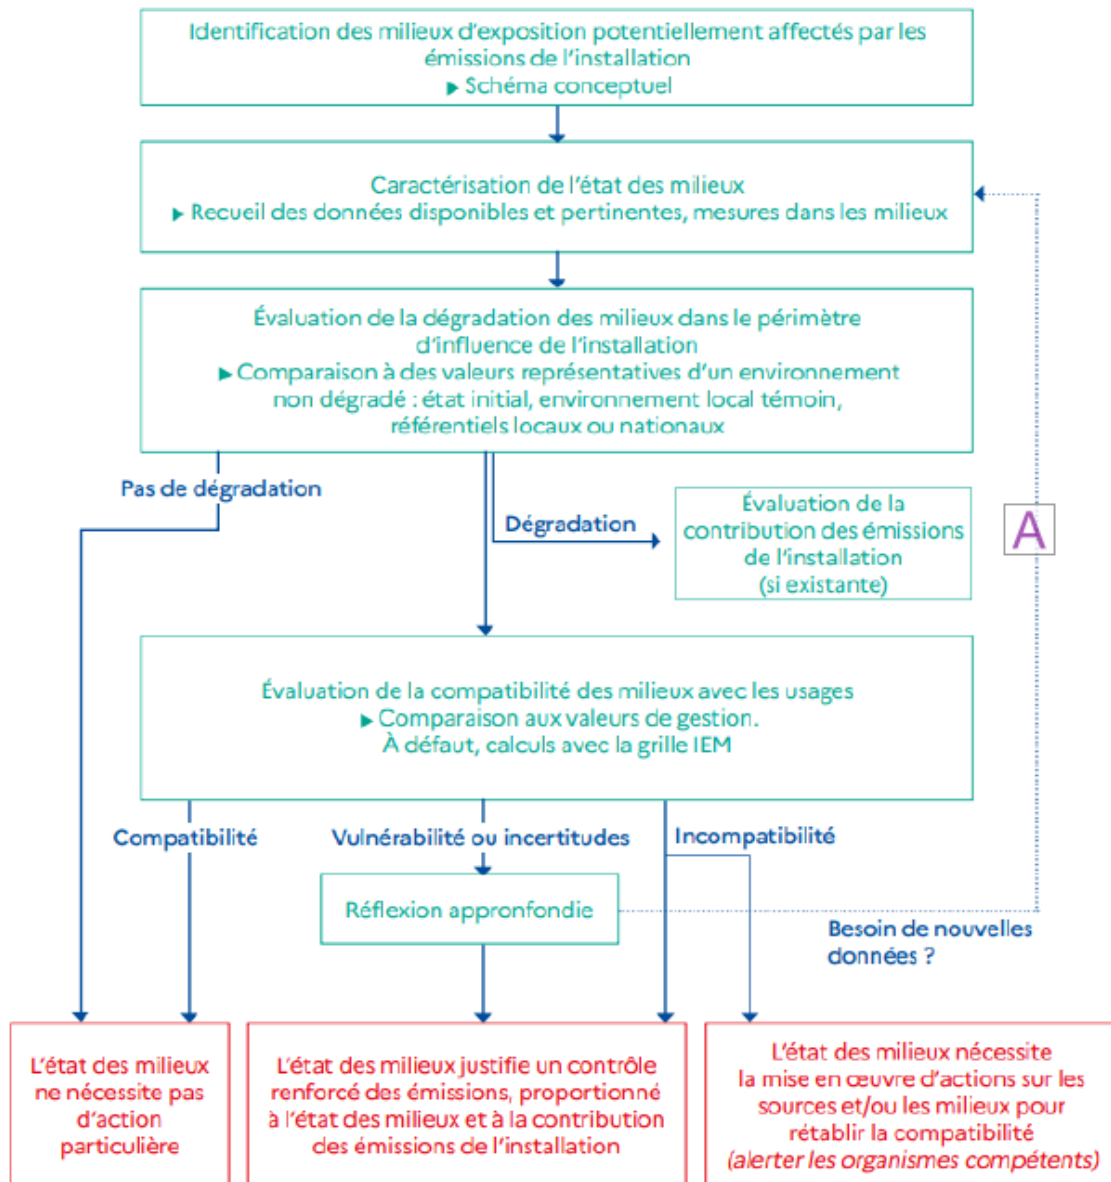 Identification des milieux d'exposition potentiellement affectés par les
émissions de l'installation
▶ Schéma conceptuel
Caractérisation de l'état des milieux
▶ Recueil des données disponibles et pertinentes, mesures dans les milieux
Évaluation de la dégradation des milieux dans le périmètre
d'influence de l'installation
▶ Comparaison à des valeurs représentatives d'un environnement
non dégradé : état initial, environnement local témoin,
référentiels locaux ou nationaux
Pas de dégradation
Dégradation
Évaluation de la
contribution des émissions
de l'installation
(si existante)
A
Évaluation de la compatibilité des milieux avec les usages
▶ Comparaison aux valeurs de gestion.
À défaut, calculs avec la grille IEM
Compatibilité
Vulnérabilité ou incertitudes
Incompatibilité
Réflexion appronfondie
Besoin de nouvelles
données ?
L'état des milieux
ne nécessite pas
d'action
particulière
L'état des milieux justifie un contrôle
renforcé des émissions, proportionné
à l'état des milieux et à la contribution
des émissions de l'installation
L'état des milieux nécessite
la mise en œuvre d'actions sur les
sources et/ou les milieux pour
rétablir la compatibilité
(alerter les organismes compétents)